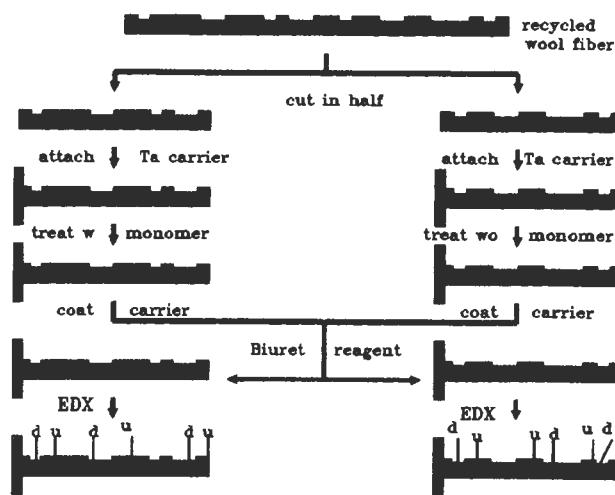 recycled
wool fiber
cut in half
attach Ta carrier attach Ta carrier
treat w monomer treat wo monomer
coat carrier coat carrier
Biuret reagent
EDX EDX
d u d u d u d u u d u d